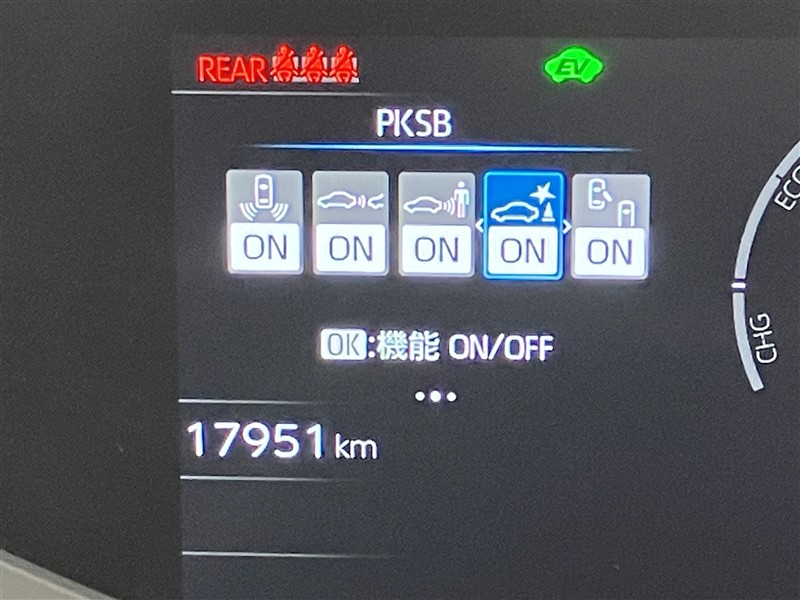 REAR
EV
PKSB
ON ON ON ON ON
OK:機能 ON/OFF
17951 km
ECO
CHG